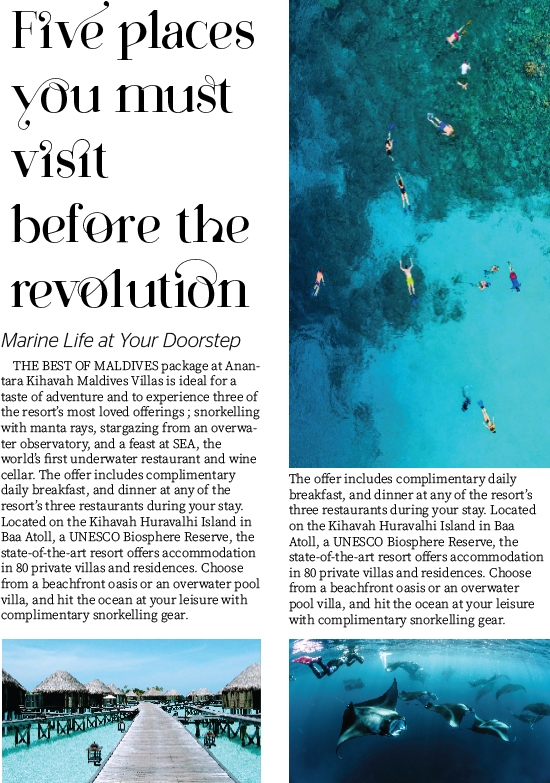 Five places
you must
visit
before the
revolution
Marine Life at Your Doorstep
THE BEST OF MALDIVES package at Anan-
tara Kihavah Maldives Villas is ideal for a
taste of adventure and to experience three of
the resort's most loved offerings ; snorkelling
with manta rays, stargazing from an overwa-
ter observatory, and a feast at SEA, the
world's first underwater restaurant and wine
cellar. The offer includes complimentary
daily breakfast, and dinner at any of the
resort's three restaurants during your stay.
Located on the Kihavah Huravalhi Island in
Baa Atoll, a UNESCO Biosphere Reserve, the
state-of-the-art resort offers accommodation
in 80 private villas and residences. Choose
from a beachfront oasis or an overwater pool
villa, and hit the ocean at your leisure with
complimentary snorkelling gear.
The offer includes complimentary daily
breakfast, and dinner at any of the resort's
three restaurants during your stay. Located
on the Kihavah Huravalhi Island in Baa
Atoll, a UNESCO Biosphere Reserve, the
state-of-the-art resort offers accommodation
in 80 private villas and residences. Choose
from a beachfront oasis or an overwater
pool villa, and hit the ocean at your leisure
with complimentary snorkelling gear.